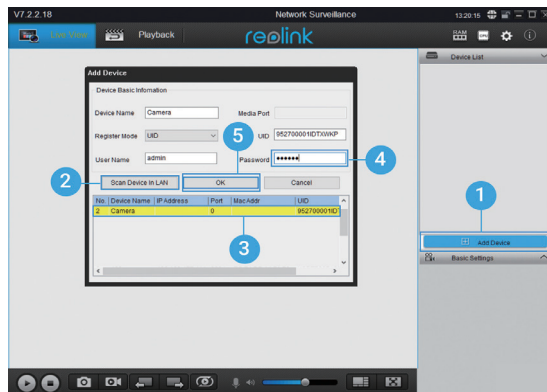 V7.2.2.18 Network Surveillance 13:20:15
Live View Playback reolink
Device List
Add Device
Device Basic Infomation
Device Name Camera Media Port
Register Mode UID UID 952700001IDTXWKP
User Name admin Password ••••••
5
4
2 Scan Device In LAN OK Cancel
No. Device Name IP Address Port Mac Addr UID
2 Camera 0 952700001ID
3
1
Add Device
Basic Settings